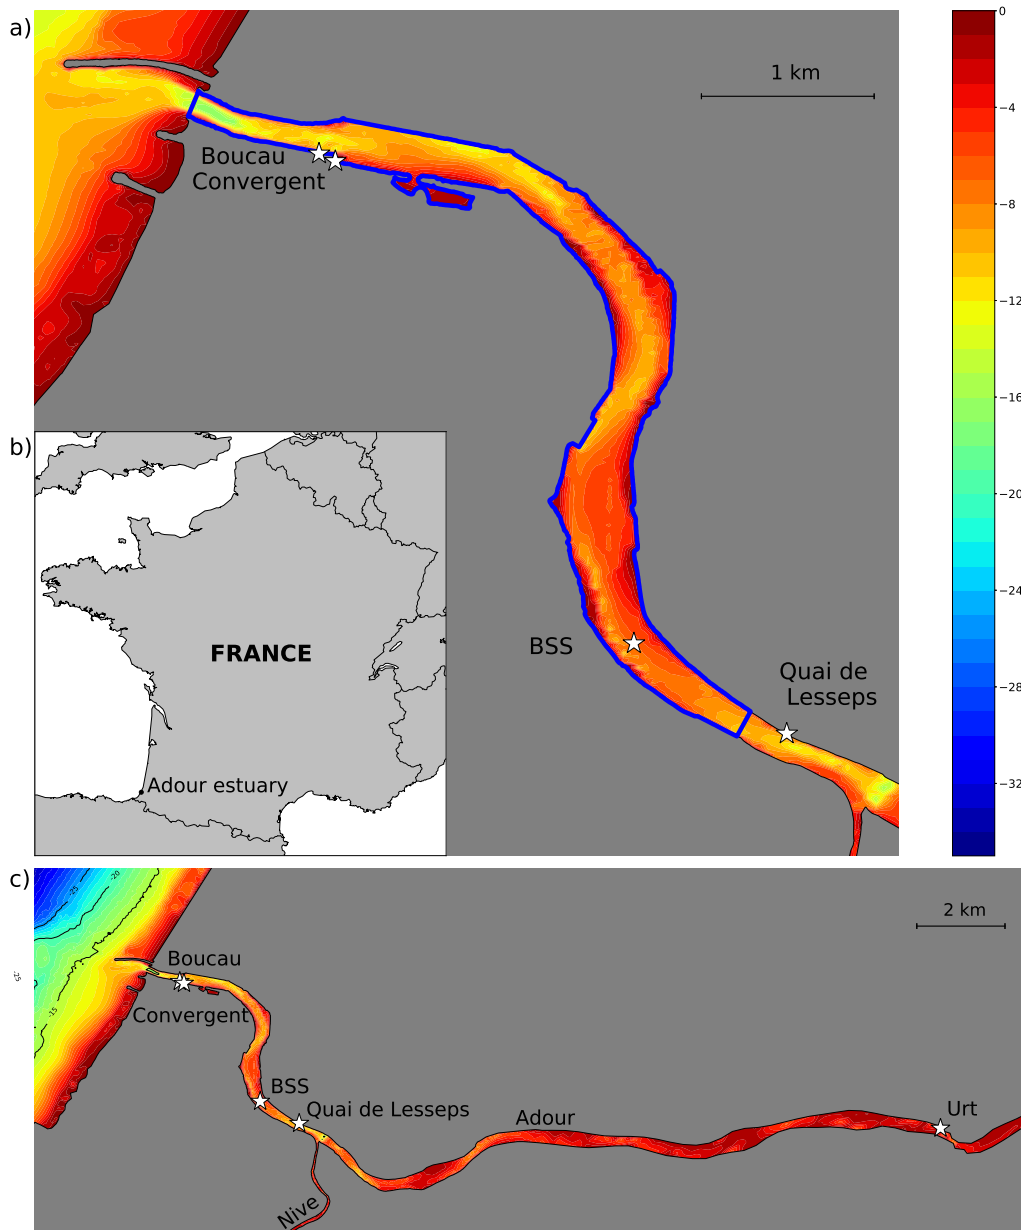 a)
1 km
Boucau
Convergent
BSS
Quai de
Lesseps
0
−4
−8
−12
−16
−20
−24
−28
−32
b)
FRANCE
Adour estuary
c)
2 km
-25
-20
-15
Boucau
Convergent
BSS
Quai de Lesseps
Adour
Urt
Nive